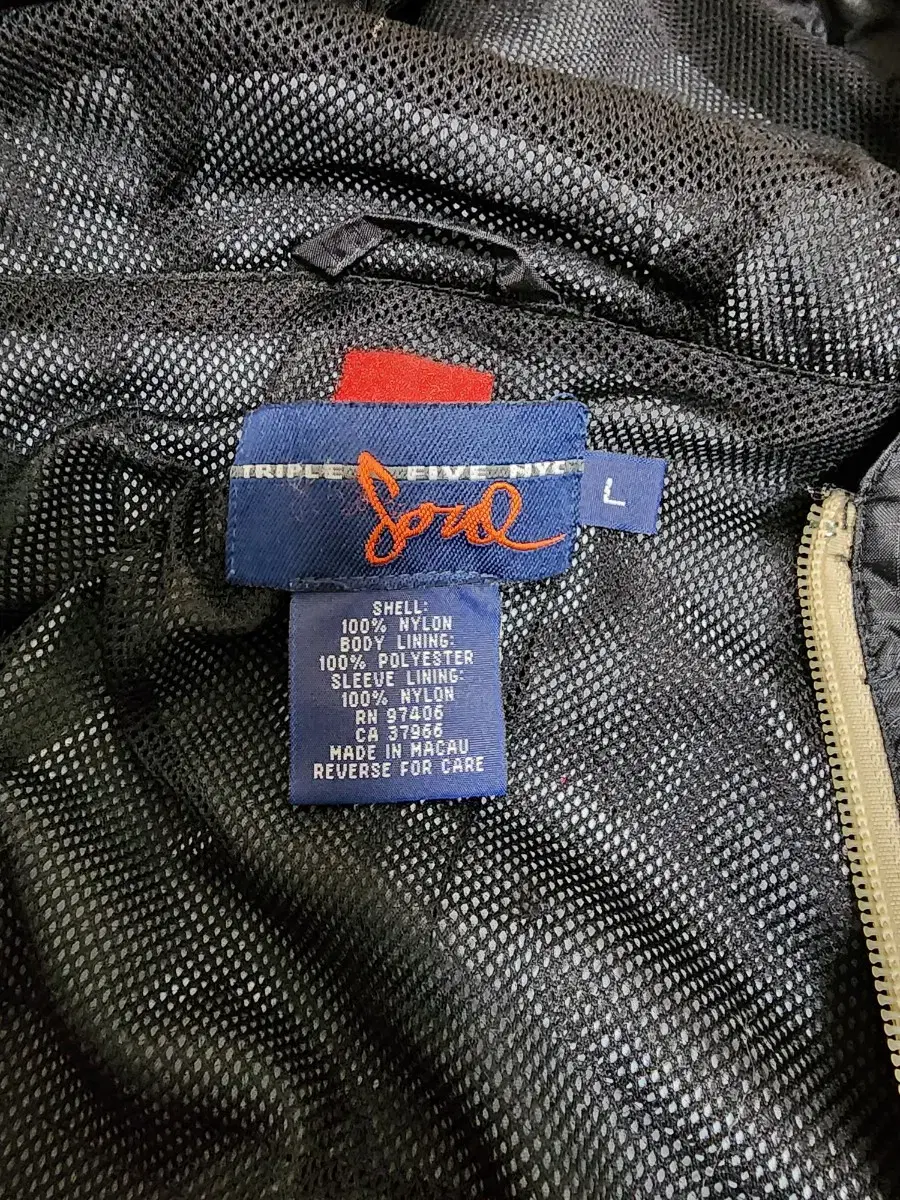 TRIPLE FIVE NYC
Soul
L
SHELL:
100% NYLON
BODY LINING:
100% POLYESTER
SLEEVE LINING:
100% NYLON
RN 97406
CA 37966
MADE IN MACAU
REVERSE FOR CARE